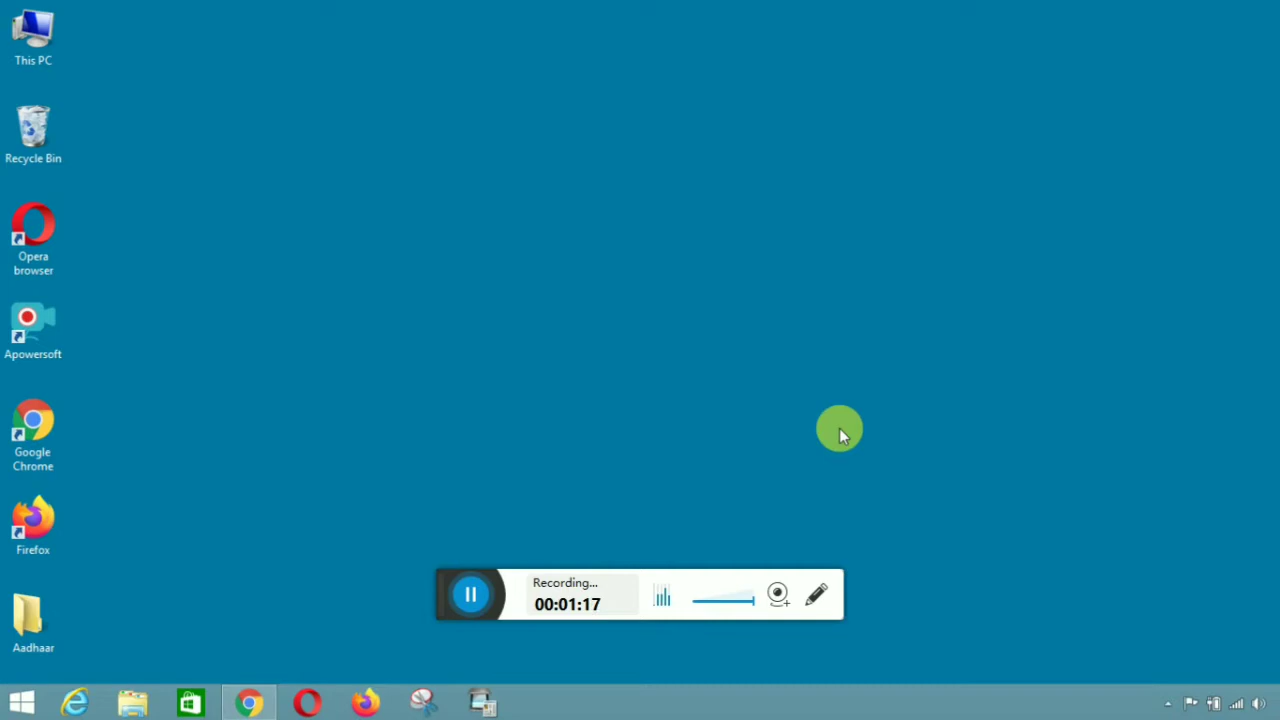 This PC
Recycle Bin
Opera
browser
Apowersoft
Google
Chrome
Firefox
Aadhaar
Recording...
00:01:17